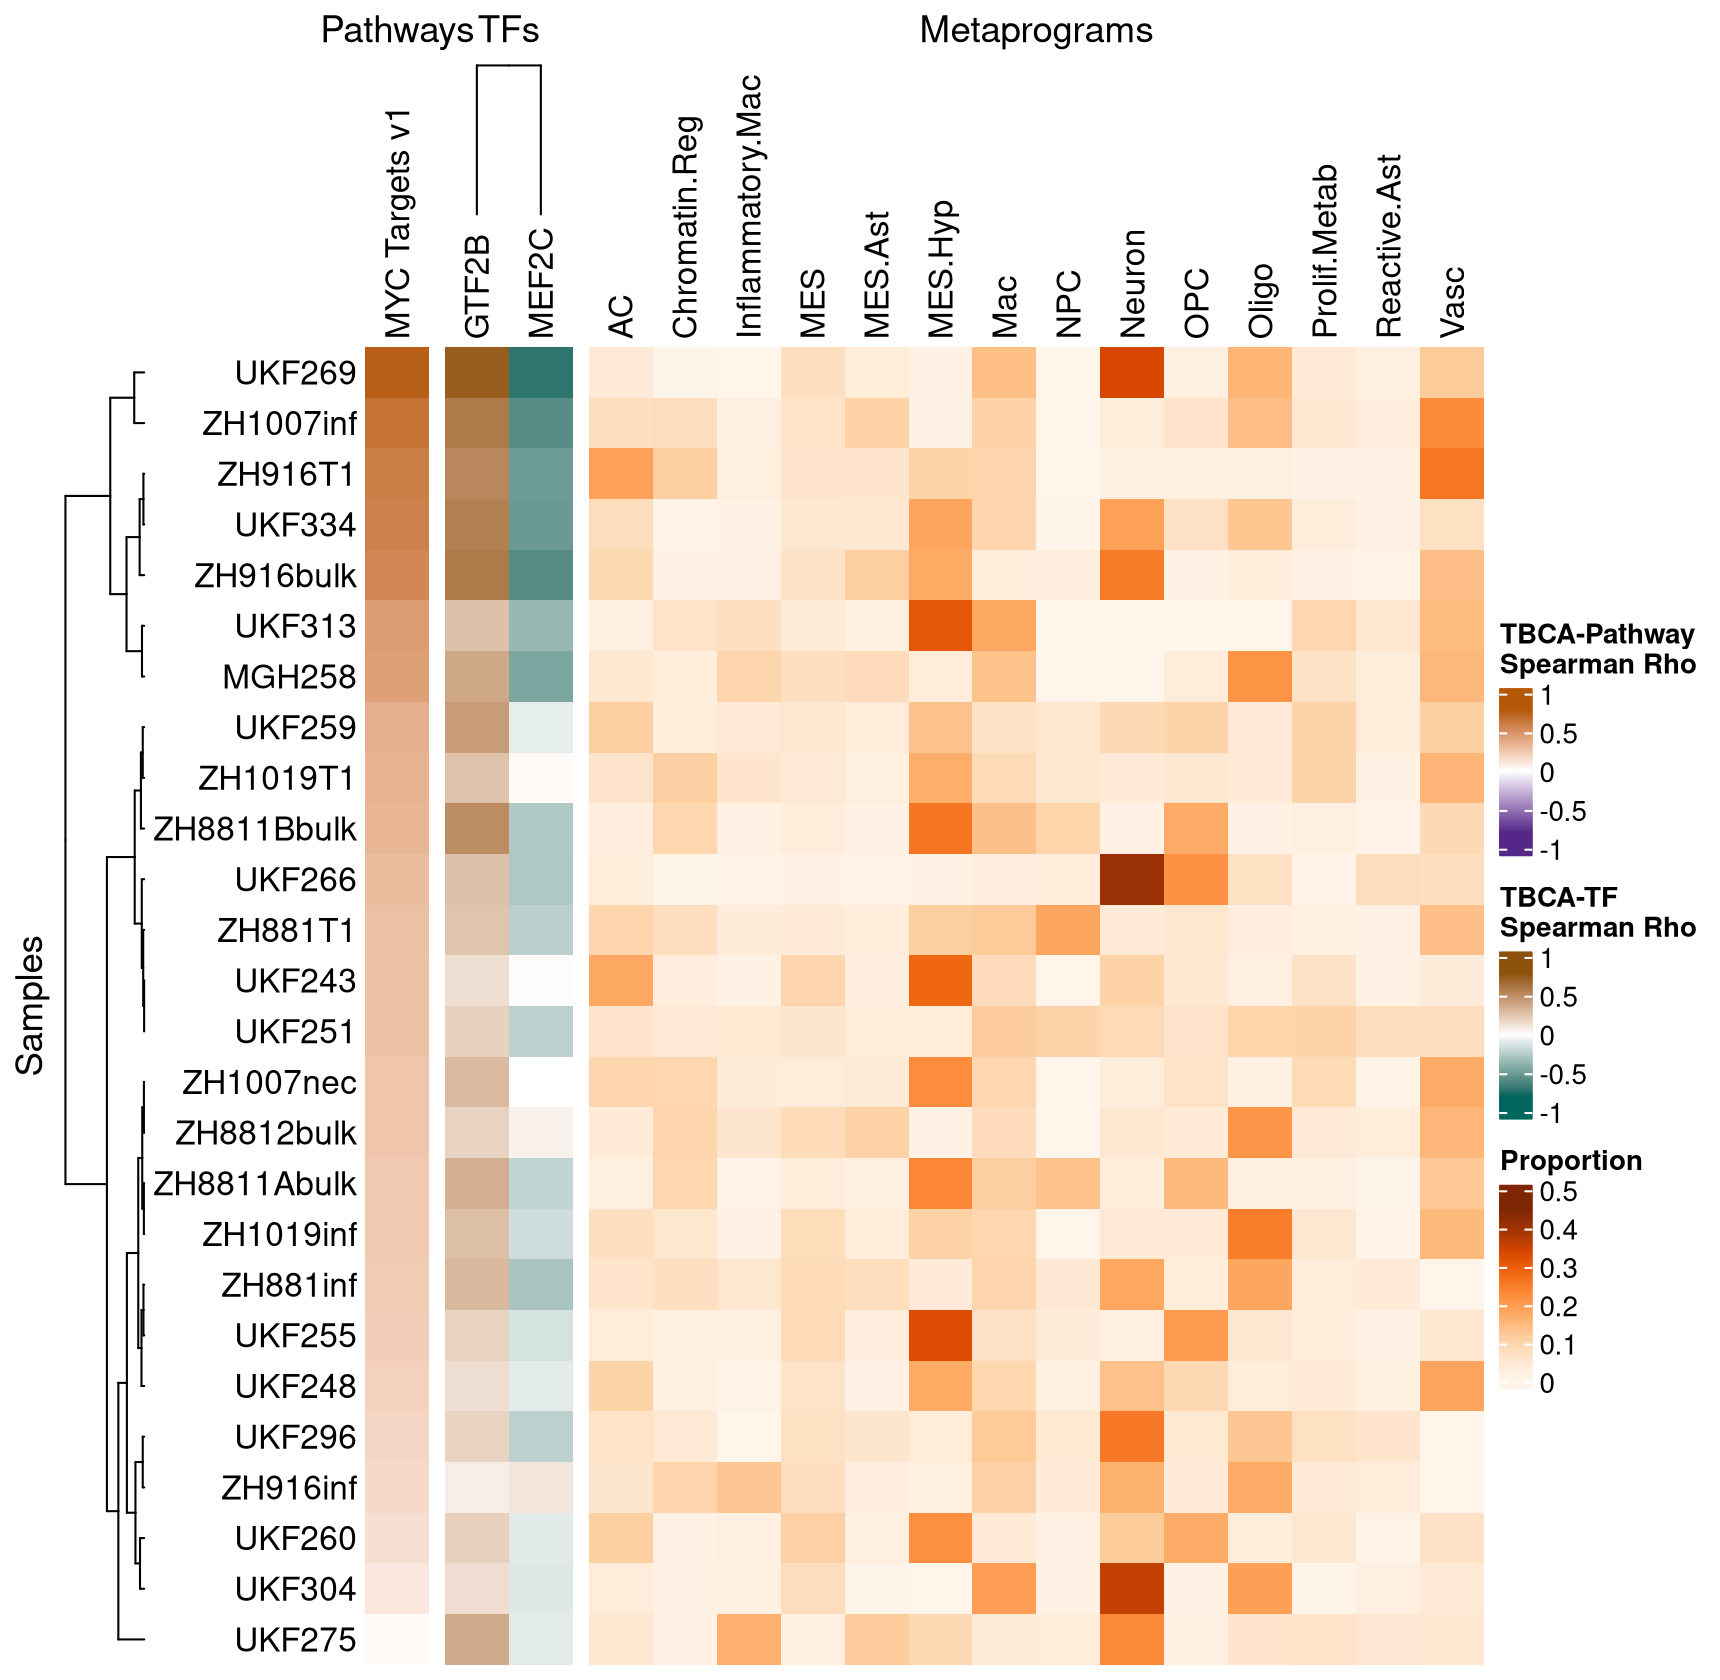 Pathways TFs Metaprograms
MYC Targets v1
GTF2B
MEF2C
AC
Chromatin.Reg
Inflammatory.Mac
MES
MES.Ast
MES.Hyp
Mac
NPC
Neuron
OPC
Oligo
Prolif.Metab
Reactive.Ast
Vasc
Samples
UKF269
ZH1007inf
ZH916T1
UKF334
ZH916bulk
UKF313
MGH258
UKF259
ZH1019T1
ZH8811Bbulk
UKF266
ZH881T1
UKF243
UKF251
ZH1007nec
ZH8812bulk
ZH8811Abulk
ZH1019inf
ZH881inf
UKF255
UKF248
UKF296
ZH916inf
UKF260
UKF304
UKF275
TBCA-Pathway
Spearman Rho
1
0.5
0
-0.5
-1
TBCA-TF
Spearman Rho
1
0.5
0
-0.5
-1
Proportion
0.5
0.4
0.3
0.2
0.1
0